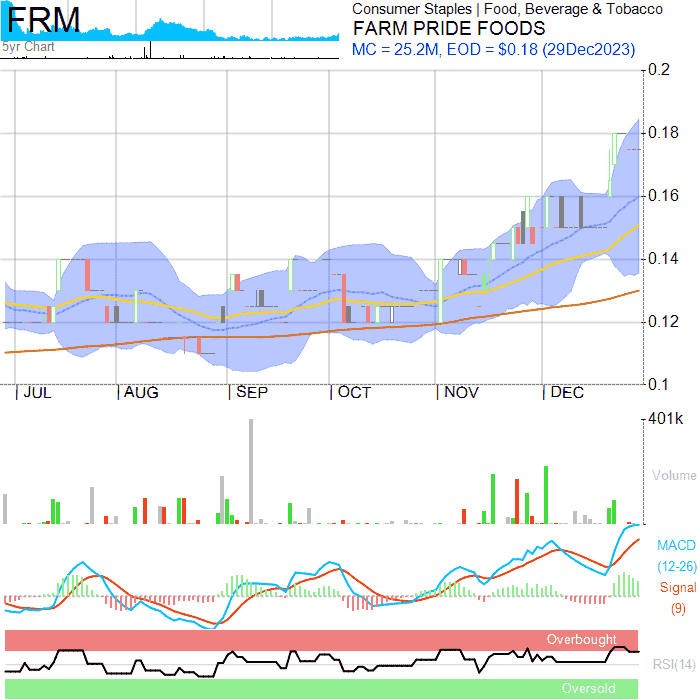 FRM
5yr Chart
Consumer Staples | Food, Beverage & Tobacco
FARM PRIDE FOODS
MC = 25.2M, EOD = $0.18 (29Dec2023)
0.2
0.18
0.16
0.14
0.12
0.1
JUL AUG SEP OCT NOV DEC
401k
Volume
MACD
(12-26)
Signal
(9)
Overbought
RSI(14)
Oversold